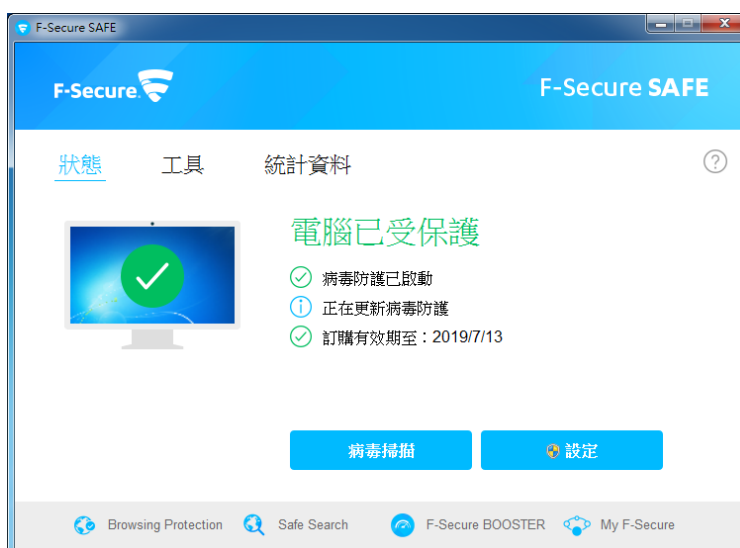 F-Secure SAFE
F-Secure.
F-Secure SAFE
狀態 工具 統計資料 ?
電腦已受保護
病毒防護已啟動
i 正在更新病毒防護
訂購有效期至：2019/7/13
病毒掃描 設定
Browsing Protection Safe Search F-Secure BOOSTER My F-Secure